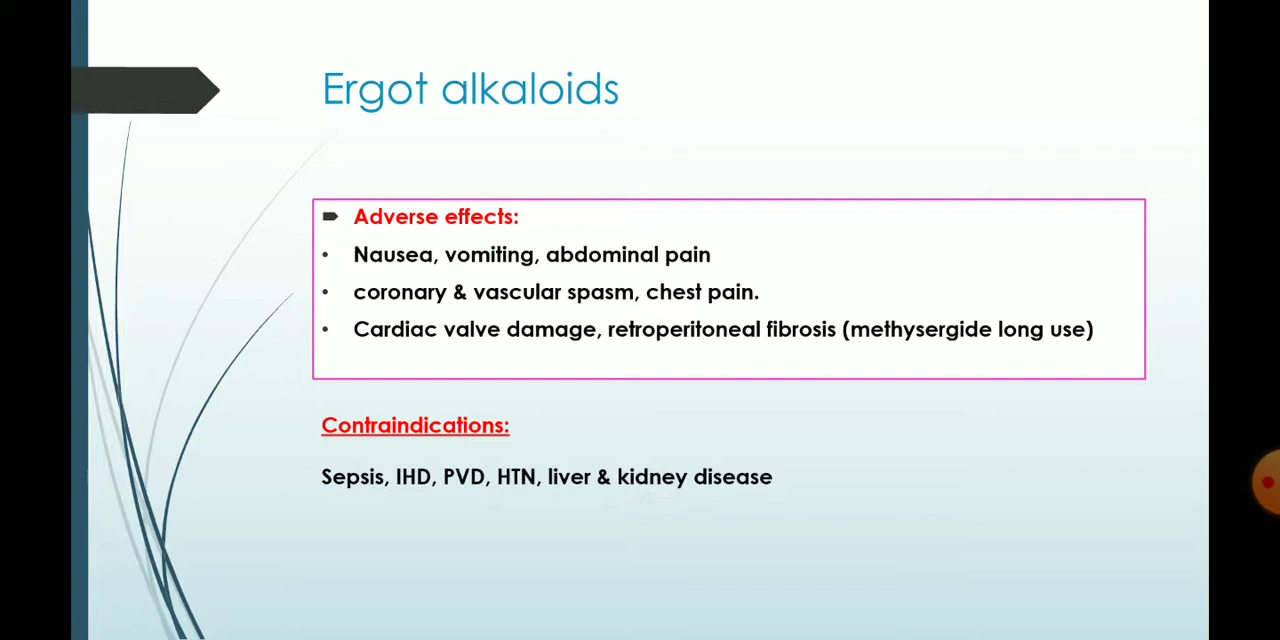 Ergot alkaloids
Adverse effects:
Nausea, vomiting, abdominal pain
coronary & vascular spasm, chest pain.
Cardiac valve damage, retroperitoneal fibrosis (methysergide long use)
Contraindications:
Sepsis, IHD, PVD, HTN, liver & kidney disease